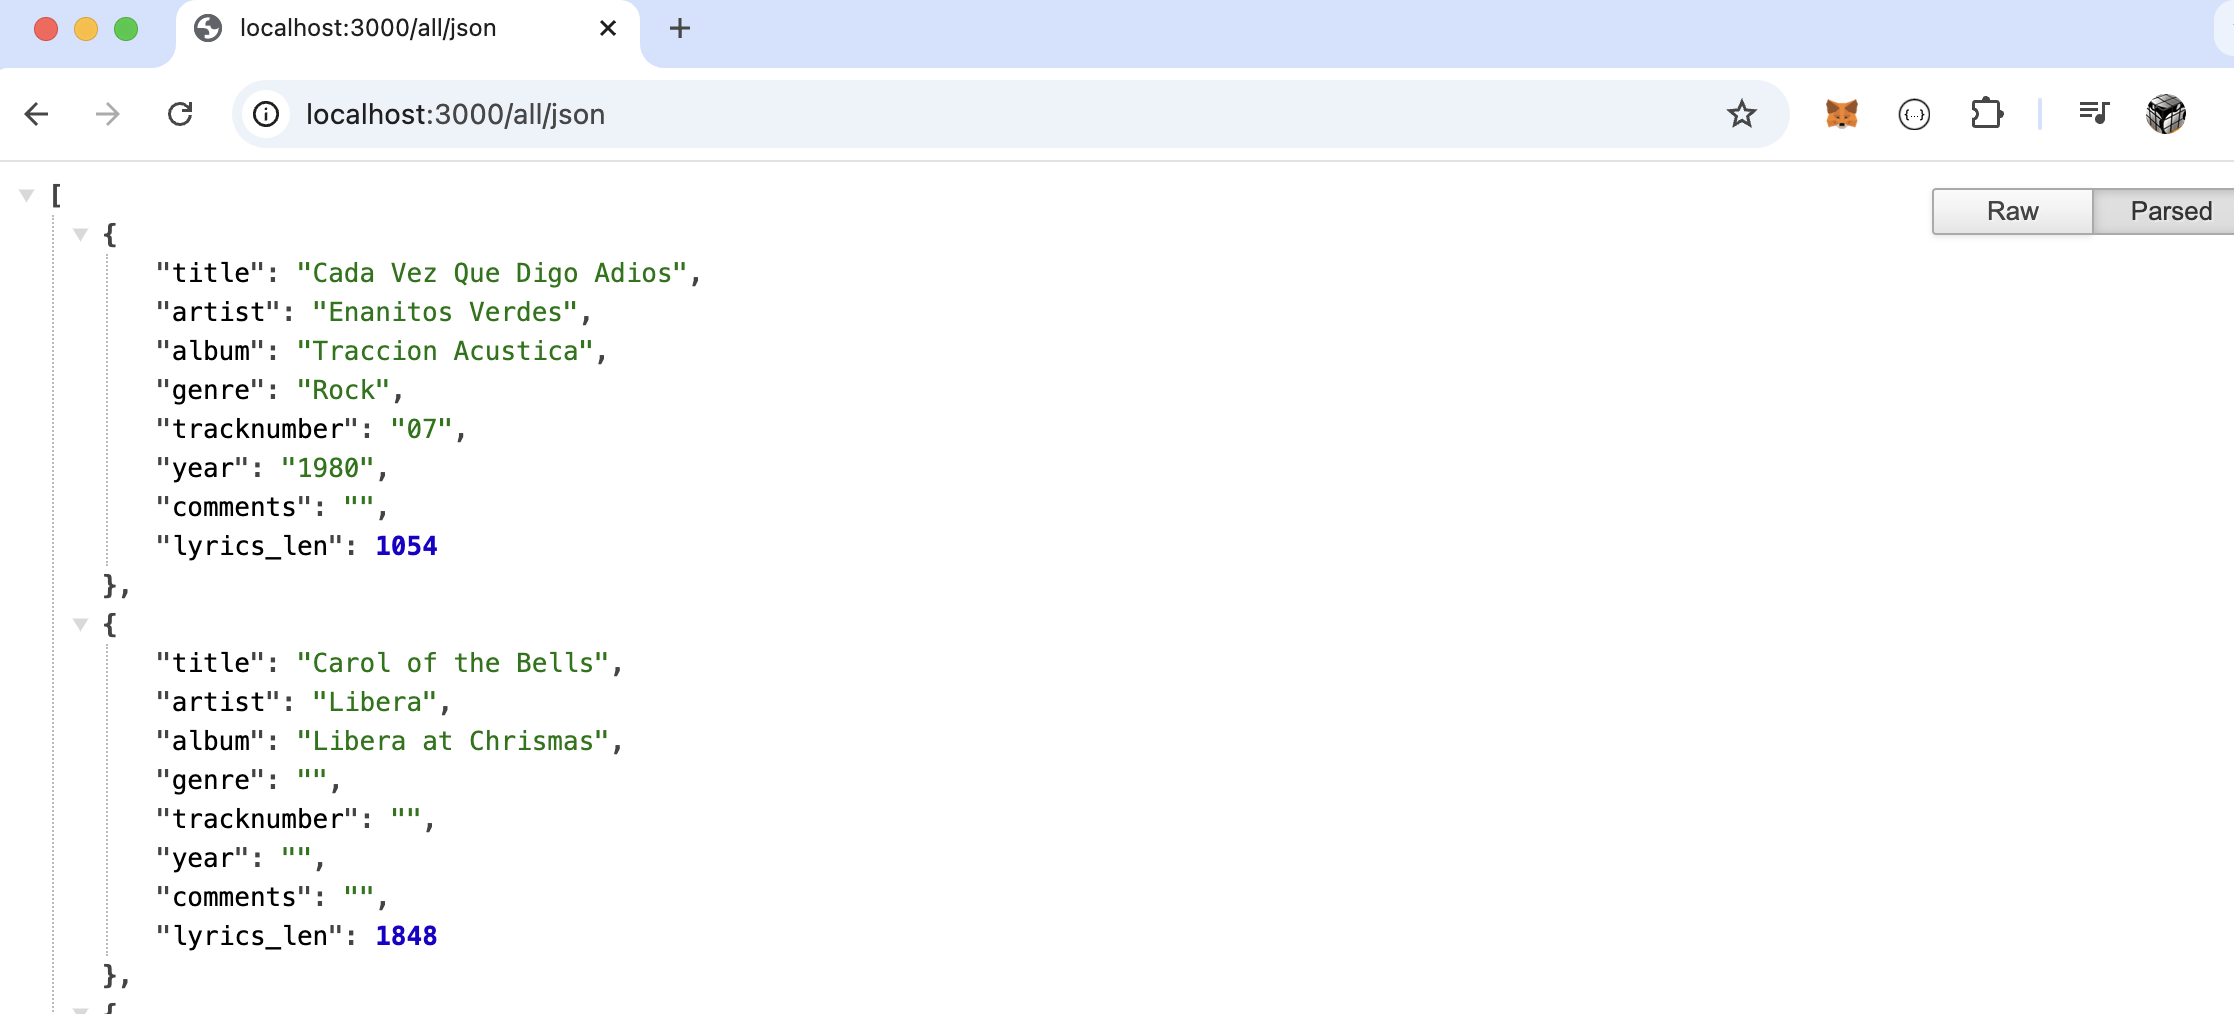 localhost:3000/all/json
localhost:3000/all/json
Raw
Parsed
[
{
"title": "Cada Vez Que Digo Adios",
"artist": "Enanitos Verdes",
"album": "Traccion Acustica",
"genre": "Rock",
"tracknumber": "07",
"year": "1980",
"comments": "",
"lyrics_len": 1054
},
{
"title": "Carol of the Bells",
"artist": "Libera",
"album": "Libera at Chrismas",
"genre": "",
"tracknumber": "",
"year": "",
"comments": "",
"lyrics_len": 1848
},
{